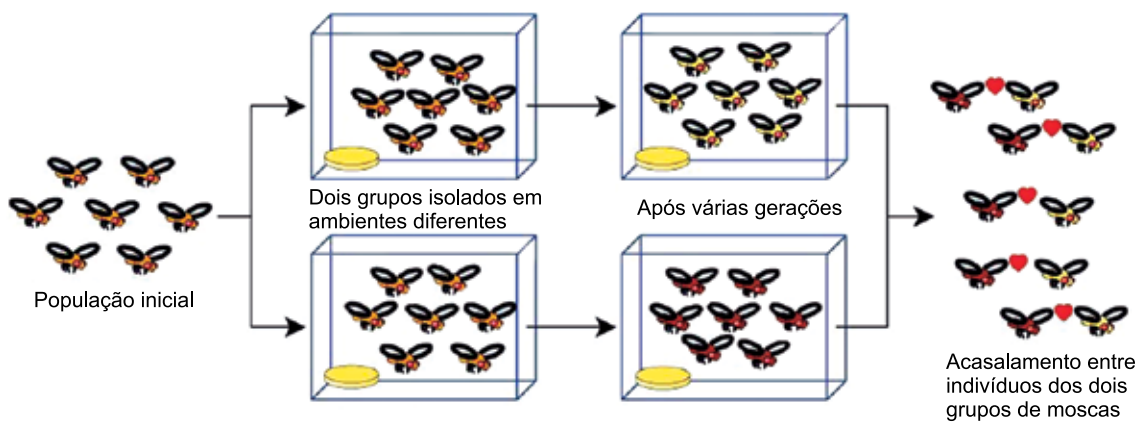 População inicial
Dois grupos isolados em
ambientes diferentes
Após várias gerações
Acasalamento entre
indivíduos dos dois
grupos de moscas